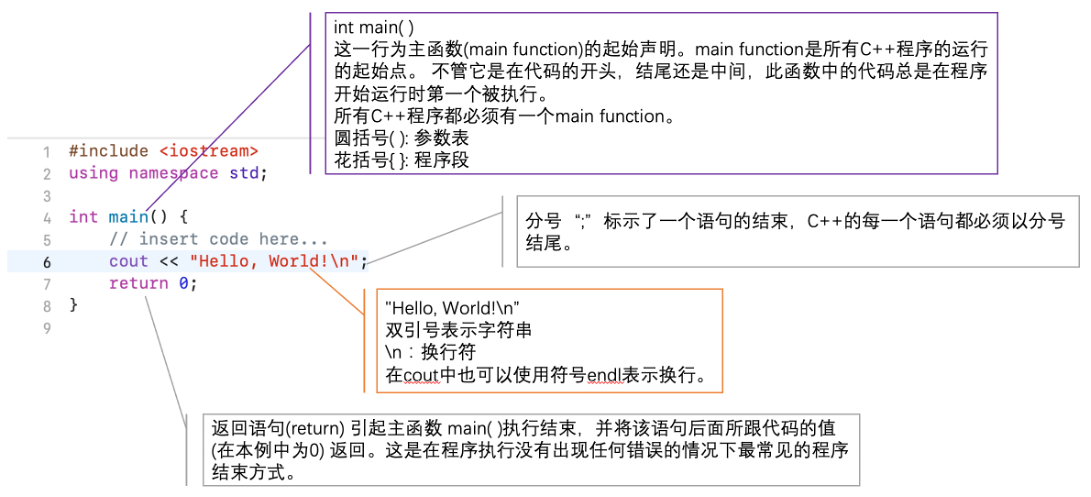 int main( )
这一行为主函数(main function)的起始声明。main function是所有C++程序的运行
的起始点。 不管它是在代码的开头，结尾还是中间，此函数中的代码总是在程序
开始运行时第一个被执行。
所有C++程序都必须有一个main function。
圆括号( ): 参数表
花括号{ }: 程序段
1 #include <iostream>
2 using namespace std;
3
4 int main() {
5 // insert code here...
6 cout << "Hello, World!\n";
7 return 0;
8 }
9
分号 “;” 标示了一个语句的结束，C++的每一个语句都必须以分号
结尾。
"Hello, World!\n”
双引号表示字符串
\n：换行符
在cout中也可以使用符号endl表示换行。
返回语句(return) 引起主函数 main( )执行结束，并将该语句后面所跟代码的值
(在本例中为0) 返回。这是在程序执行没有出现任何错误的情况下最常见的程序
结束方式。